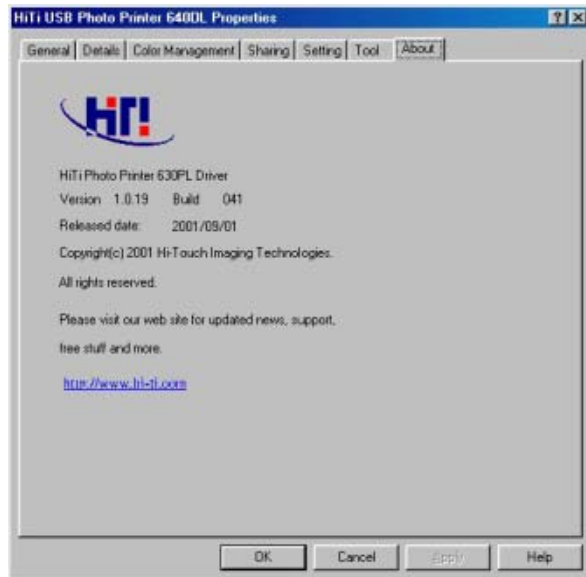 HiTi USB Photo Printer 640DL Properties
General Details Color Management Sharing Setting Tool About
HiTi
HiTi Photo Printer 630PL Driver
Version 1.0.19 Build 041
Released date: 2001/09/01
Copyright(c) 2001 Hi-Touch Imaging Technologies.
All rights reserved.
Please visit our web site for updated news, support,
free stuff and more.
http://www.hi-ti.com
OK Cancel Apply Help